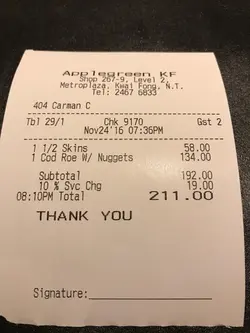 Applegreen KF
Shop 267-9, Level 2,
Metroplaza, Kwai Fong, N.T.
Tel: 2467 6833
404 Carman C
Tbl 29/1 Chk 9170 Gst 2
Nov24'16 07:36PM
1 1/2 Skins 58.00
1 Cod Roe W/ Nuggets 134.00
Subtotal 192.00
10 % Svc Chg 19.00
08:10PM Total 211.00
THANK YOU
Signature: